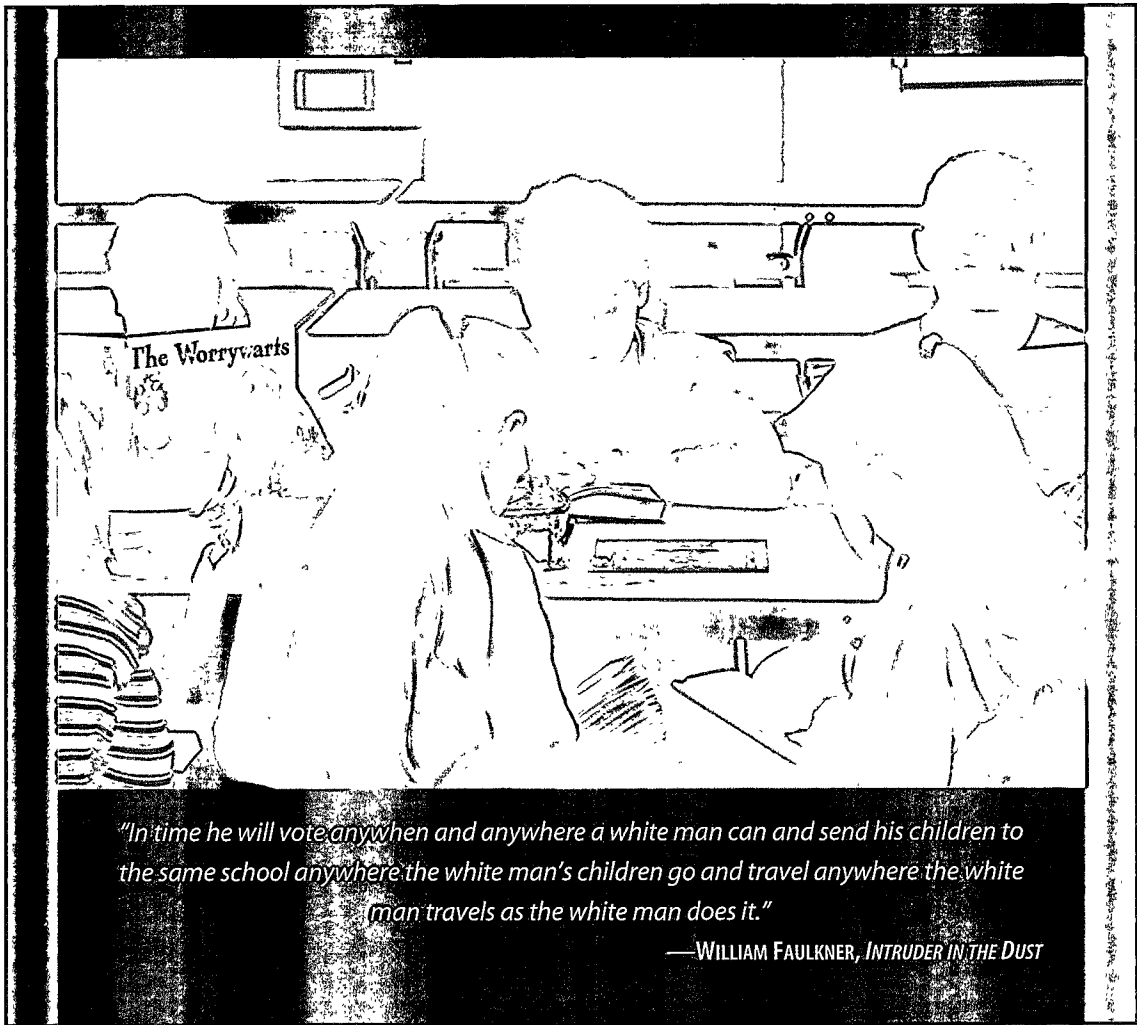 The Worrywarts
"In time he will vote anywhen and anywhere a white man can and send his children to
the same school anywhere the white man's children go and travel anywhere the white
man travels as the white man does it."
—WILLIAM FAULKNER, INTRUDER IN THE DUST